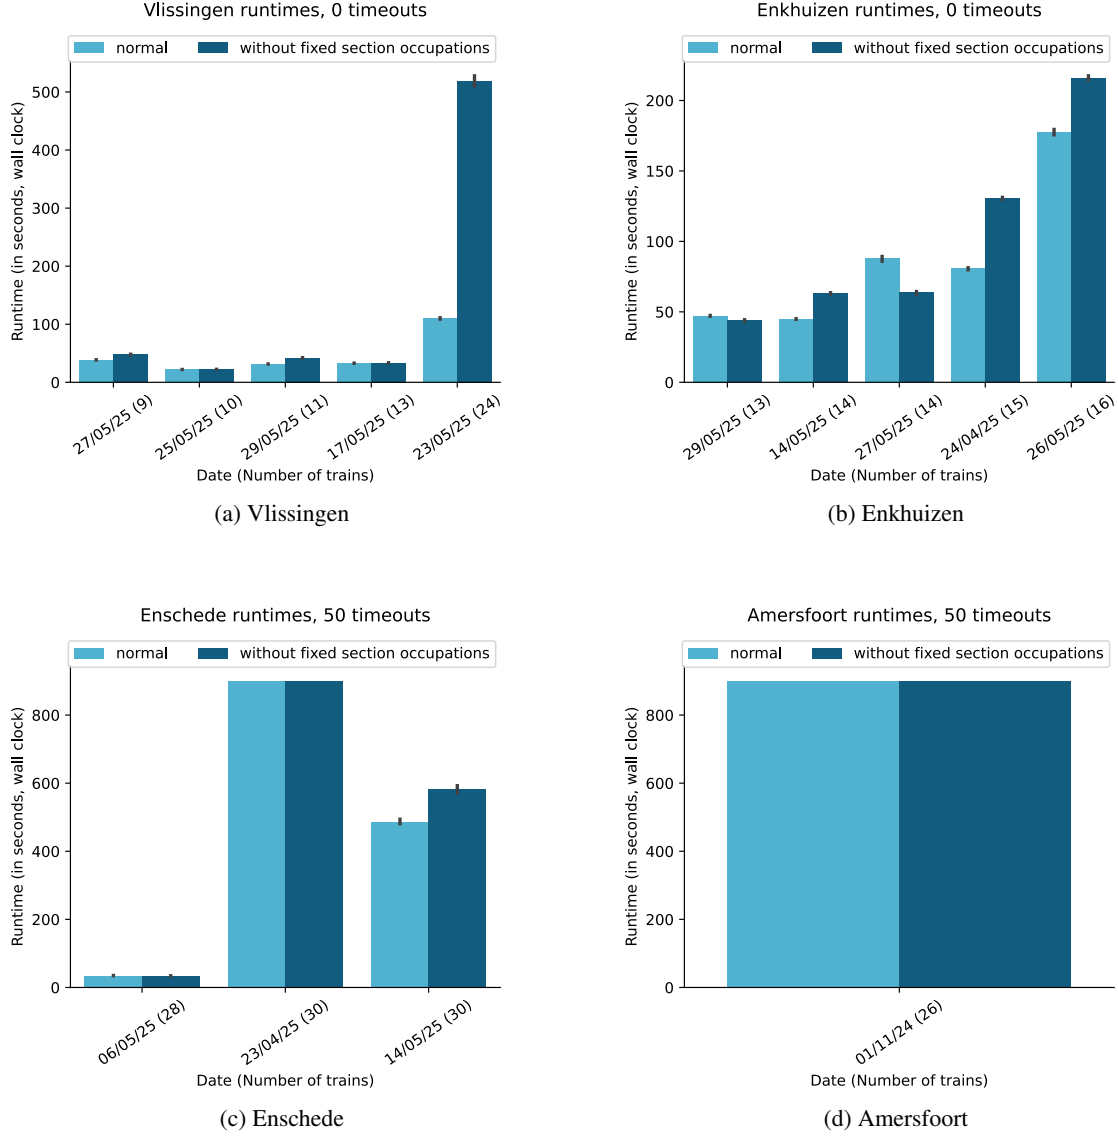 Vlissingen runtimes, 0 timeouts
normal without fixed section occupations
Runtime (in seconds, wall clock)
500
400
300
200
100
0
27/05/25 (9)
25/05/25 (10)
29/05/25 (11)
17/05/25 (13)
23/05/25 (24)
Date (Number of trains)
(a) Vlissingen
Enkhuizen runtimes, 0 timeouts
normal without fixed section occupations
Runtime (in seconds, wall clock)
200
150
100
50
0
29/05/25 (13)
14/05/25 (14)
27/05/25 (14)
24/04/25 (15)
26/05/25 (16)
Date (Number of trains)
(b) Enkhuizen
Enschede runtimes, 50 timeouts
normal without fixed section occupations
Runtime (in seconds, wall clock)
800
600
400
200
0
06/05/25 (28)
23/04/25 (30)
14/05/25 (30)
Date (Number of trains)
(c) Enschede
Amersfoort runtimes, 50 timeouts
normal without fixed section occupations
Runtime (in seconds, wall clock)
800
600
400
200
0
01/11/24 (26)
Date (Number of trains)
(d) Amersfoort